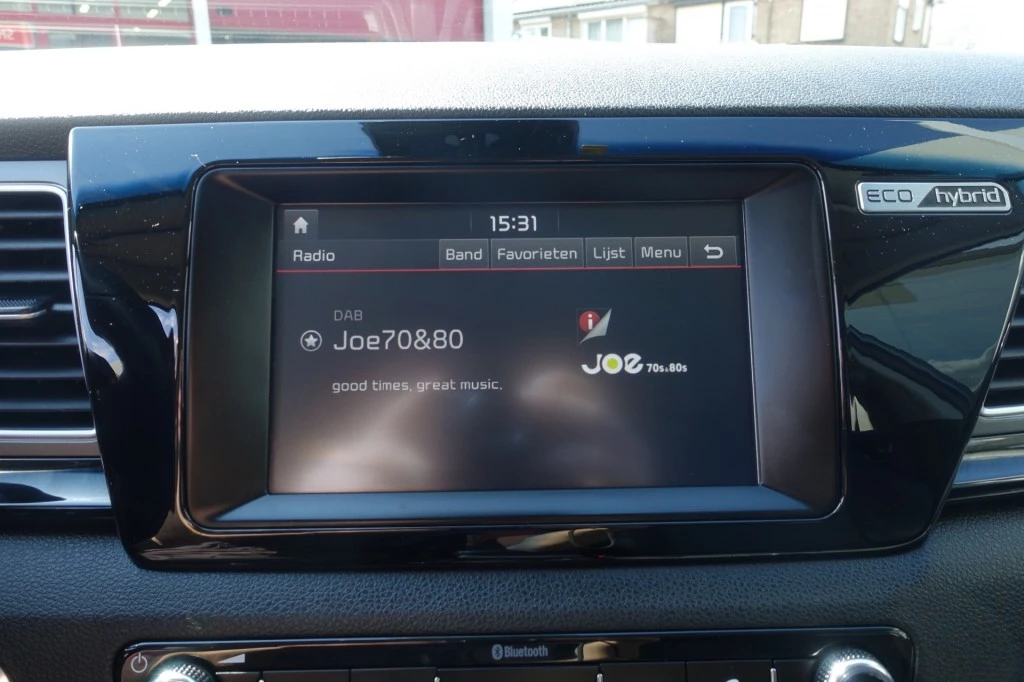 15:31
ECO hybrid
Radio Band Favorieten Lijst Menu
DAB
Joe70&80
i
JOE 70s&80s
good times, great music.
Bluetooth